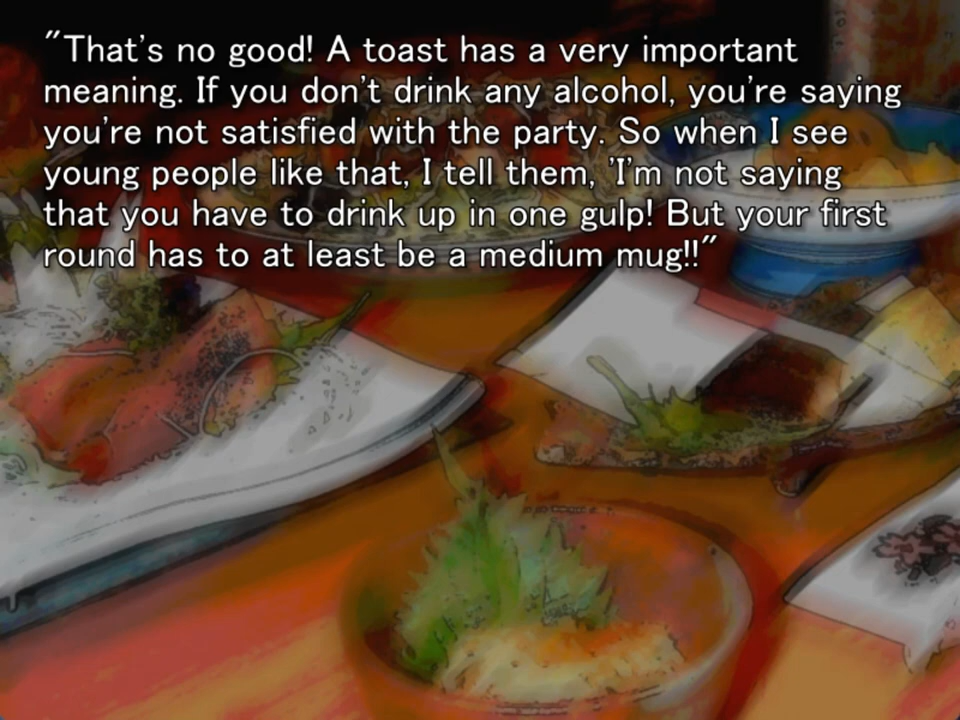 "That's no good! A toast has a very important
meaning. If you don't drink any alcohol, you're saying
you're not satisfied with the party. So when I see
young people like that, I tell them, 'I'm not saying
that you have to drink up in one gulp! But your first
round has to at least be a medium mug!!"